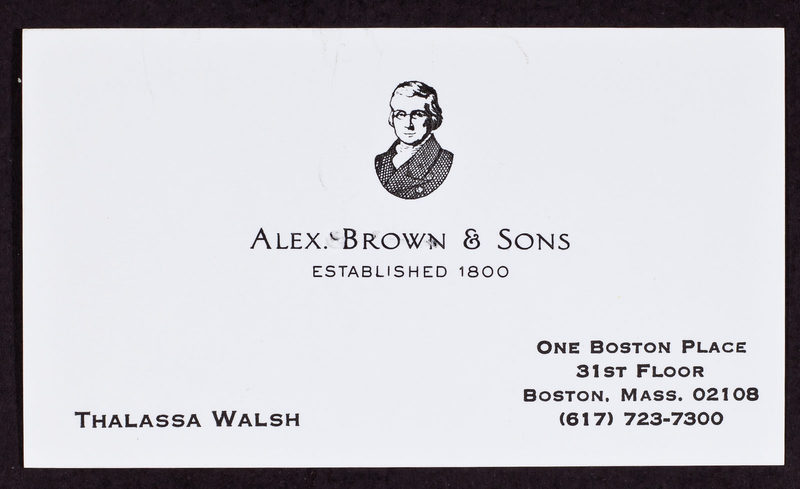 ALEX. BROWN & SONS
ESTABLISHED 1800
ONE BOSTON PLACE
31ST FLOOR
BOSTON, MASS. 02108
(617) 723-7300
THALASSA WALSH